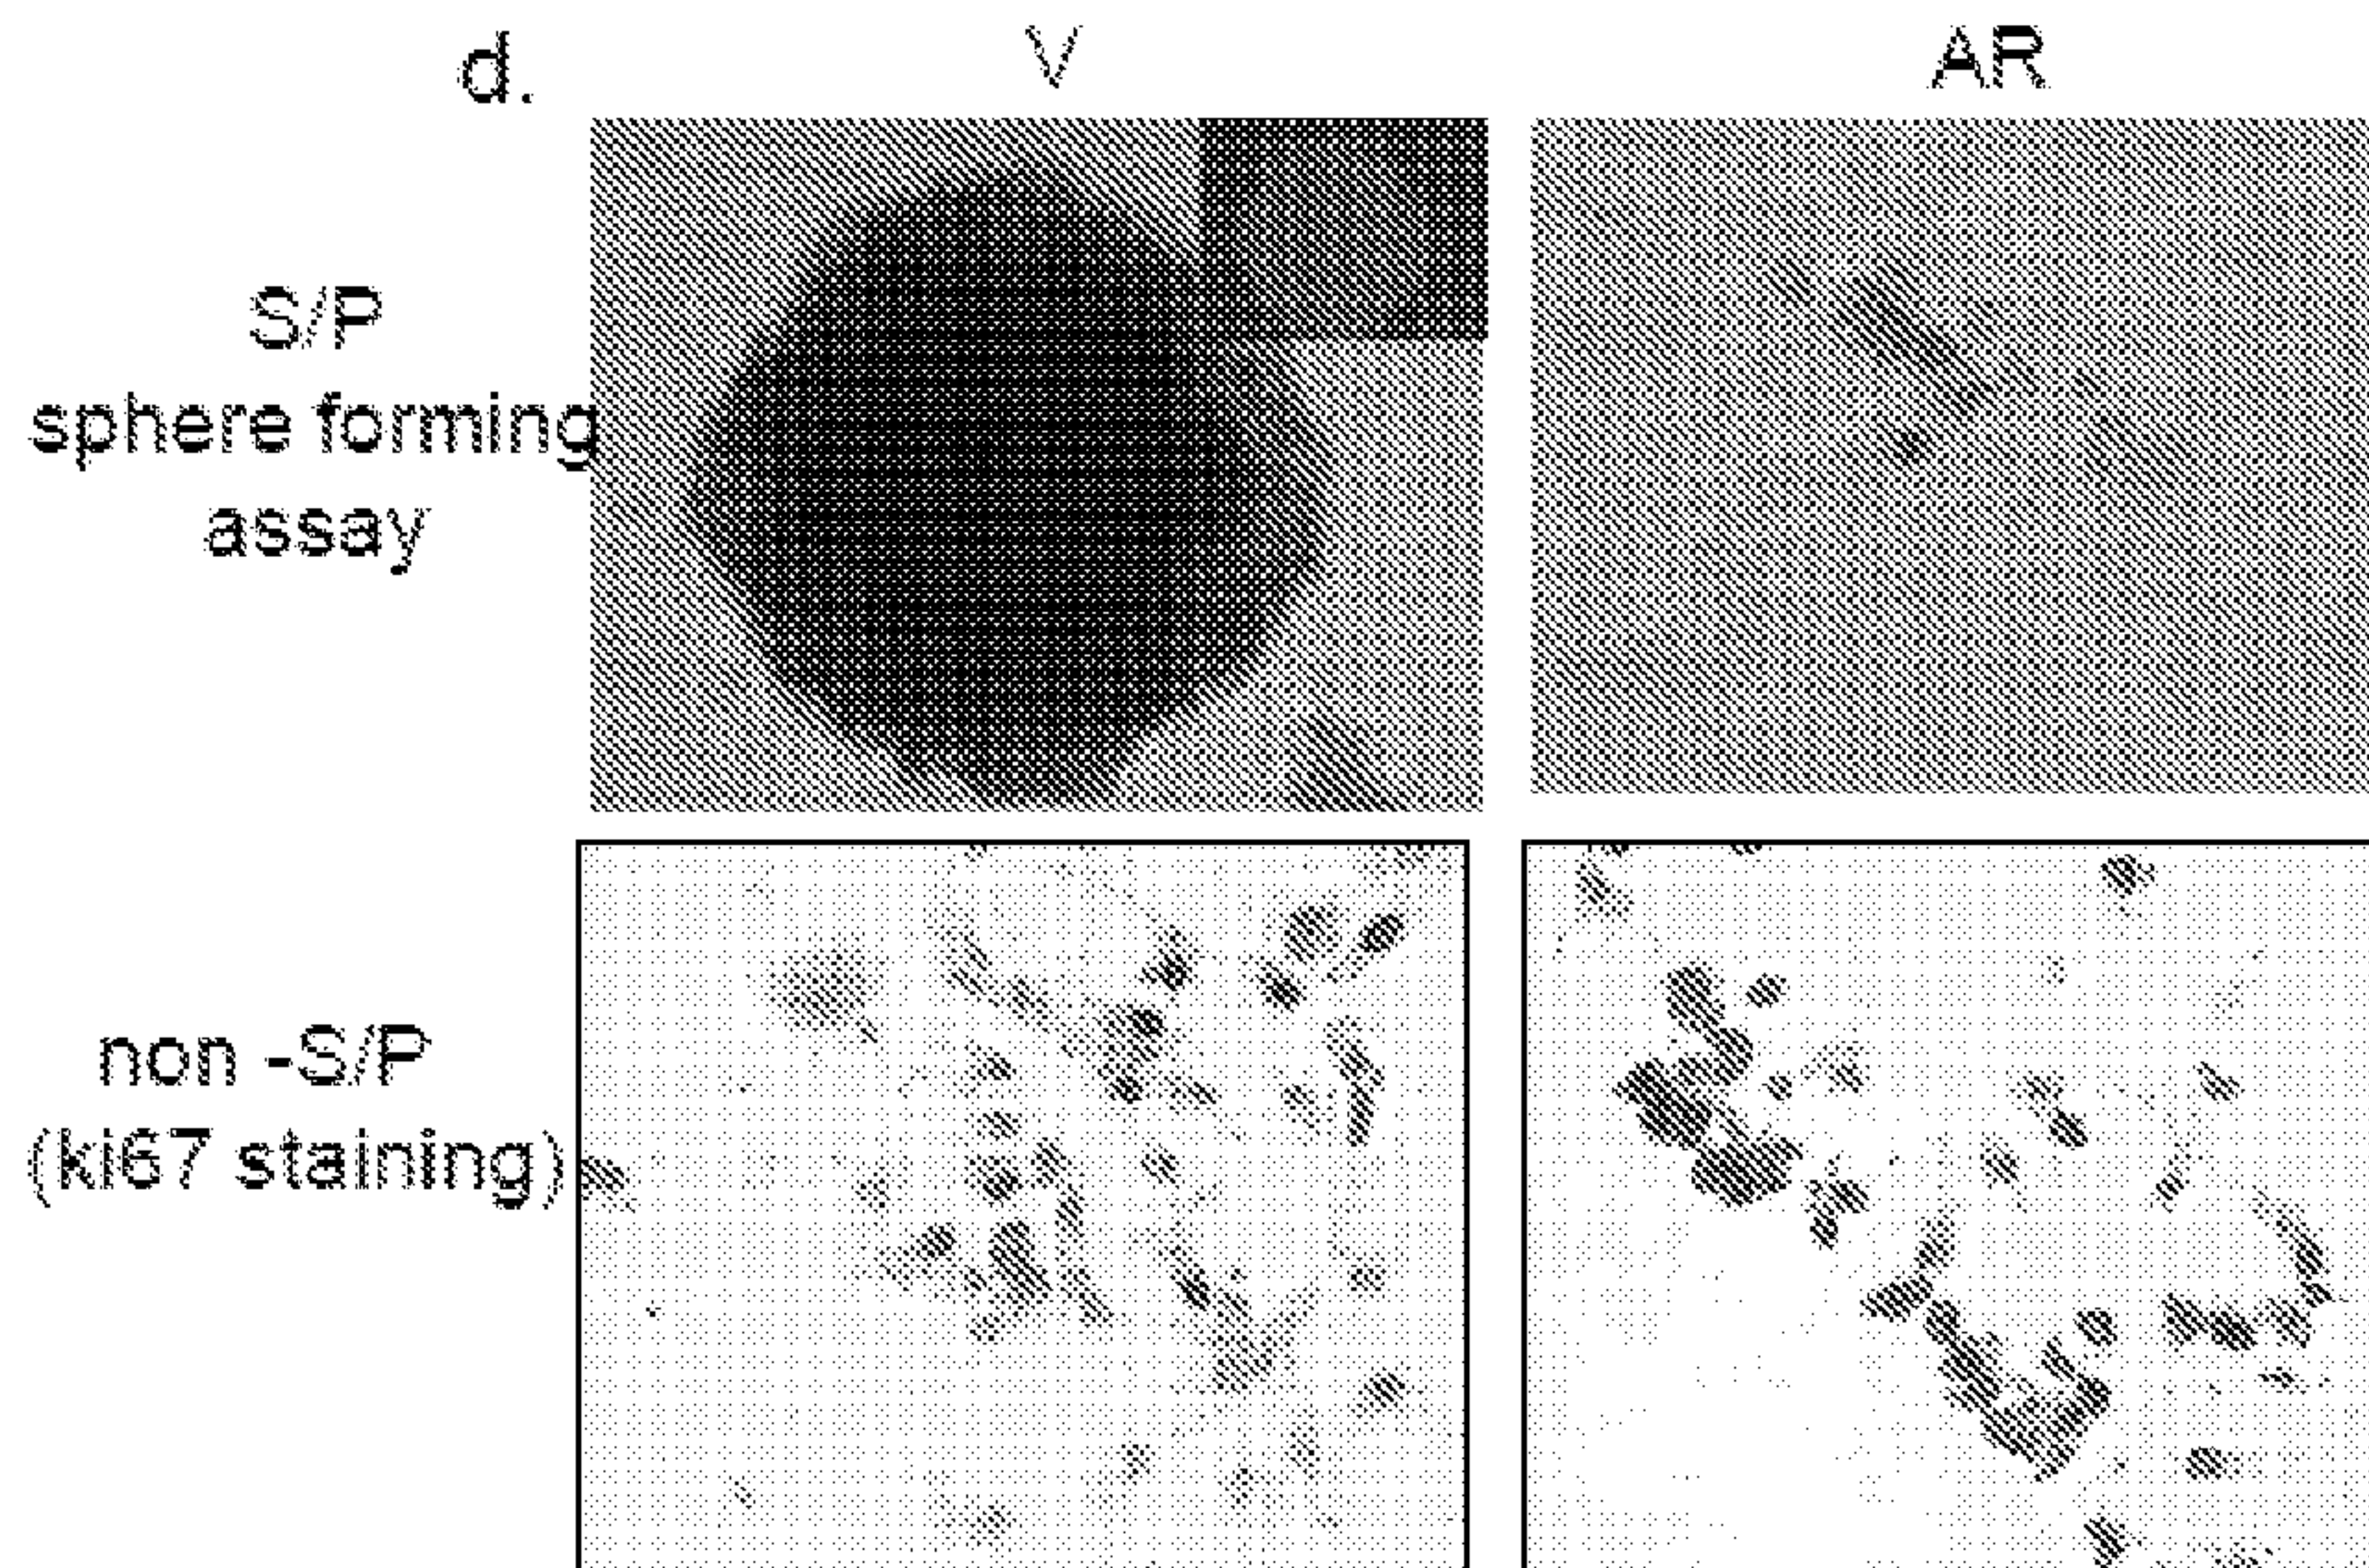 d.
V
AR
S/P
sphere forming
assay
non -S/P
(ki67 staining)